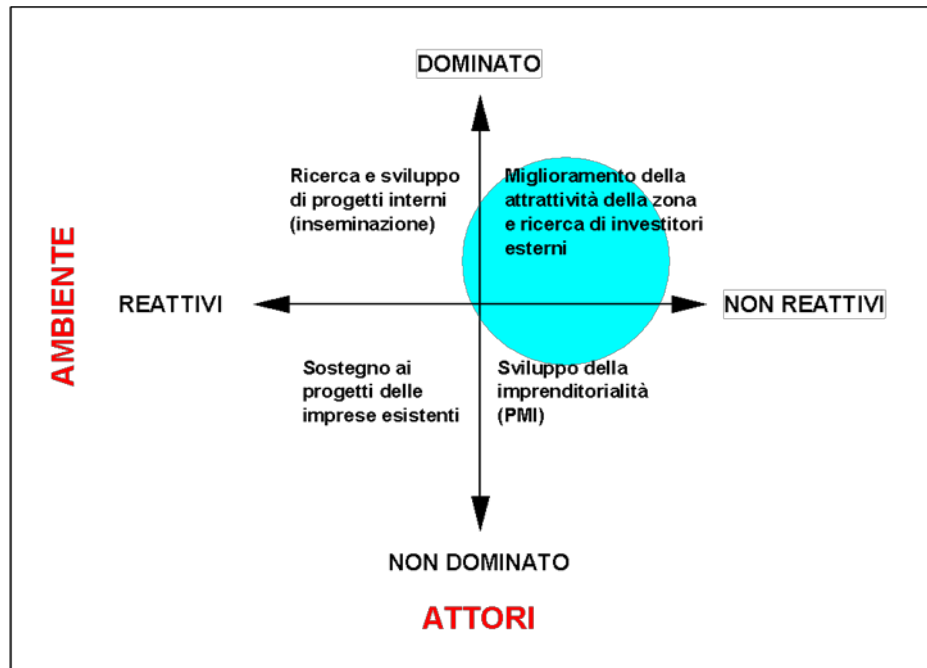 DOMINATO
Ricerca e sviluppo
di progetti interni
(inseminazione)
Miglioramento della
attrattività della zona
e ricerca di investitori
esterni
AMBIENTE
REATTIVI
NON REATTIVI
Sostegno ai
progetti delle
imprese esistenti
Sviluppo della
imprenditorialità
(PMI)
NON DOMINATO
ATTORI